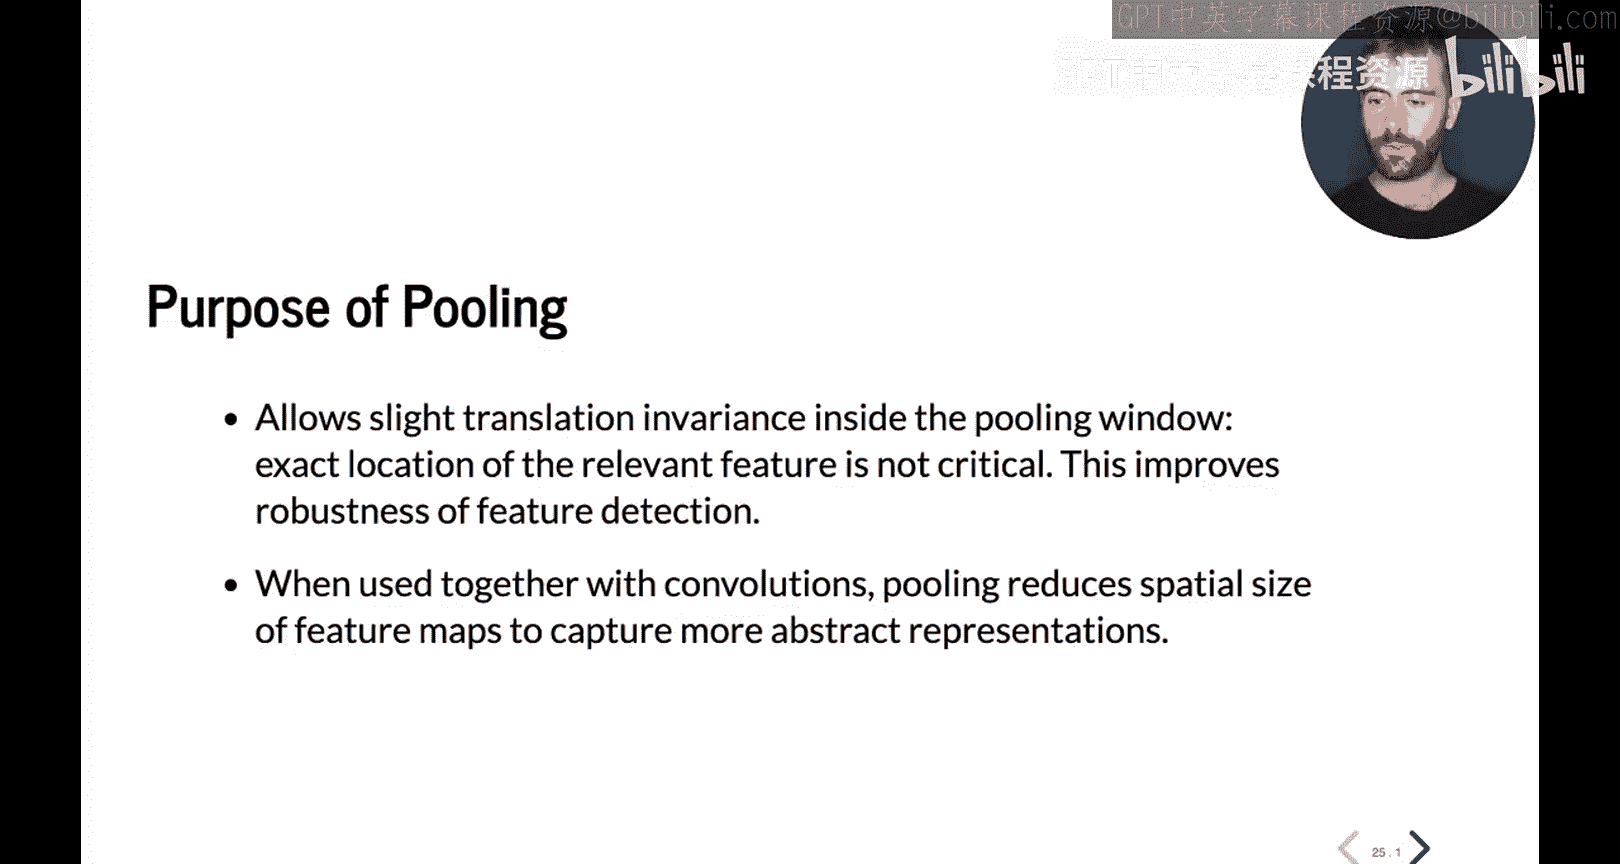 GPT中英字幕课程资源@bilibili.com
程资源 bilibili
Purpose of Pooling
• Allows slight translation invariance inside the pooling window:
exact location of the relevant feature is not critical. This improves
robustness of feature detection.
• When used together with convolutions, pooling reduces spatial size
of feature maps to capture more abstract representations.
25 . 1